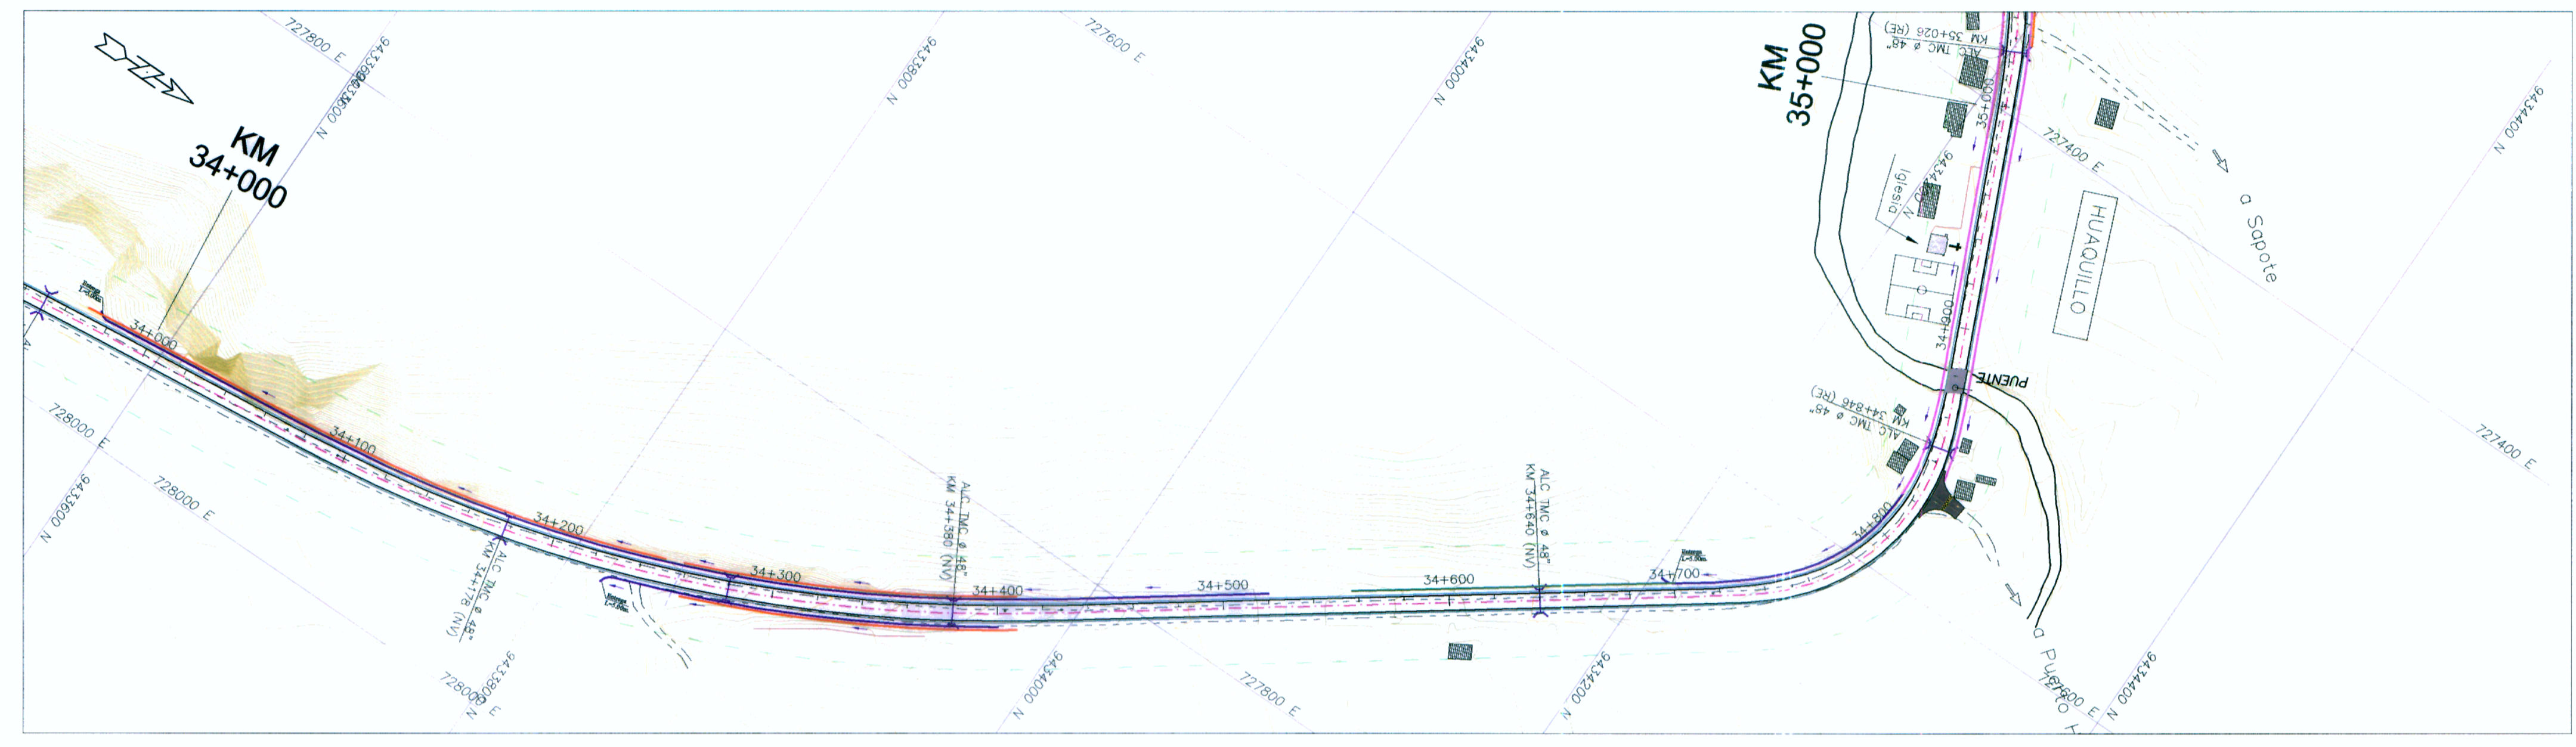 727800 E
9433600 N
727600 E
9433800 N
9434000 N
9434400 N
KM
34+000
KM
35+000
ALC TMC ø 48"
KM 35+026 (RE)
35+000
727400 E
a Sapote
HUAQUILLO
Iglesia
34+900
PUENTE
ALC TMC ø 48"
KM 34+846 (RE)
34+000
34+100
34+200
34+300
34+400
34+500
34+600
34+700
34+800
ALC TMC ø 48"
KM 34+178 (NV)
ALC TMC ø 48"
KM 34+380 (NV)
ALC TMC ø 48"
KM 34+640 (NV)
728000 E
9433600 N
728000 E
728000 E
9433800 N
9434000 N
727800 E
9434200 N
727600 E
9434400 N
727400 E